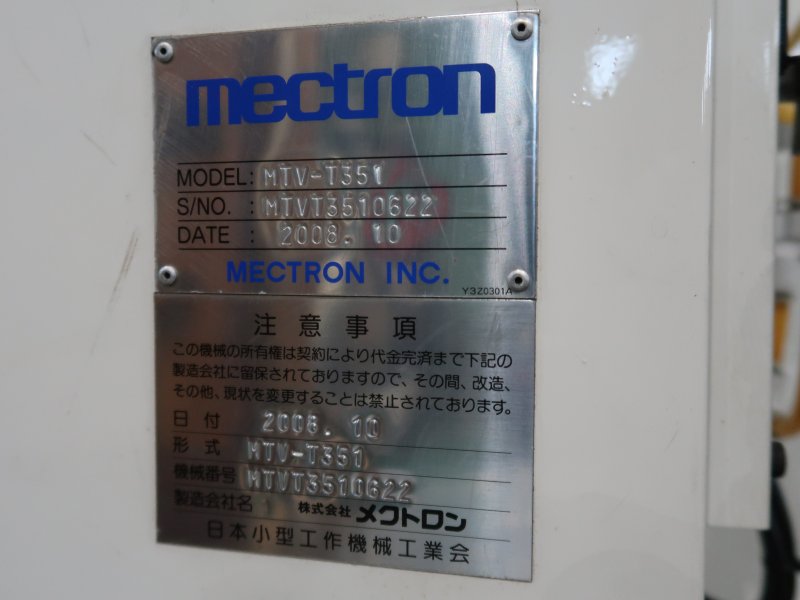 mectron
MODEL: MTV-T351
S/NO. : MTVT3510622
DATE : 2008. 10
MECTRON INC.
Y3Z0301A
注意事項
この機械の所有権は契約により代金完済まで下記の
製造会社に留保されておりますので、その間、改造、
その他、現状を変更することは禁止されております。
日付 2008. 10
形式 MTV-T351
機械番号 MTVT3510622
製造会社名 株式会社 メクトロン
日本小型工作機械工業会